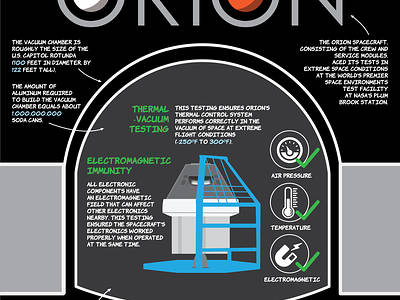 ORION
THE VACUUM CHAMBER IS
ROUGHLY THE SIZE OF THE
U.S. CAPITOL ROTUNDA
(100 FEET IN DIAMETER BY
122 FEET TALL).
THE AMOUNT OF
ALUMINUM REQUIRED
TO BUILD THE VACUUM
CHAMBER EQUALS ABOUT
1,000,000,000
SODA CANS.
THE ORION SPACECRAFT,
CONSISTING OF THE CREW AND
SERVICE MODULES,
ACED ITS TESTS IN
EXTREME SPACE CONDITIONS
AT THE WORLD'S PREMIER
SPACE ENVIRONMENTS
TEST FACILITY
AT NASA'S PLUM
BROOK STATION.
THERMAL
-VACUUM
TESTING
THIS TESTING ENSURES ORION'S
THERMAL CONTROL SYSTEM
PERFORMS CORRECTLY IN THE
VACUUM OF SPACE AT EXTREME
FLIGHT CONDITIONS
(-250°F TO 300°F).
ELECTROMAGNETIC
IMMUNITY
ALL ELECTRONIC
COMPONENTS HAVE
AN ELECTROMAGNETIC
FIELD THAT CAN AFFECT
OTHER ELECTRONICS
NEARBY. THIS TESTING
ENSURED THE SPACECRAFT'S
ELECTRONICS WORKED
PROPERLY WHEN OPERATED
AT THE SAME TIME.
AIR PRESSURE
TEMPERATURE
ELECTROMAGNETIC